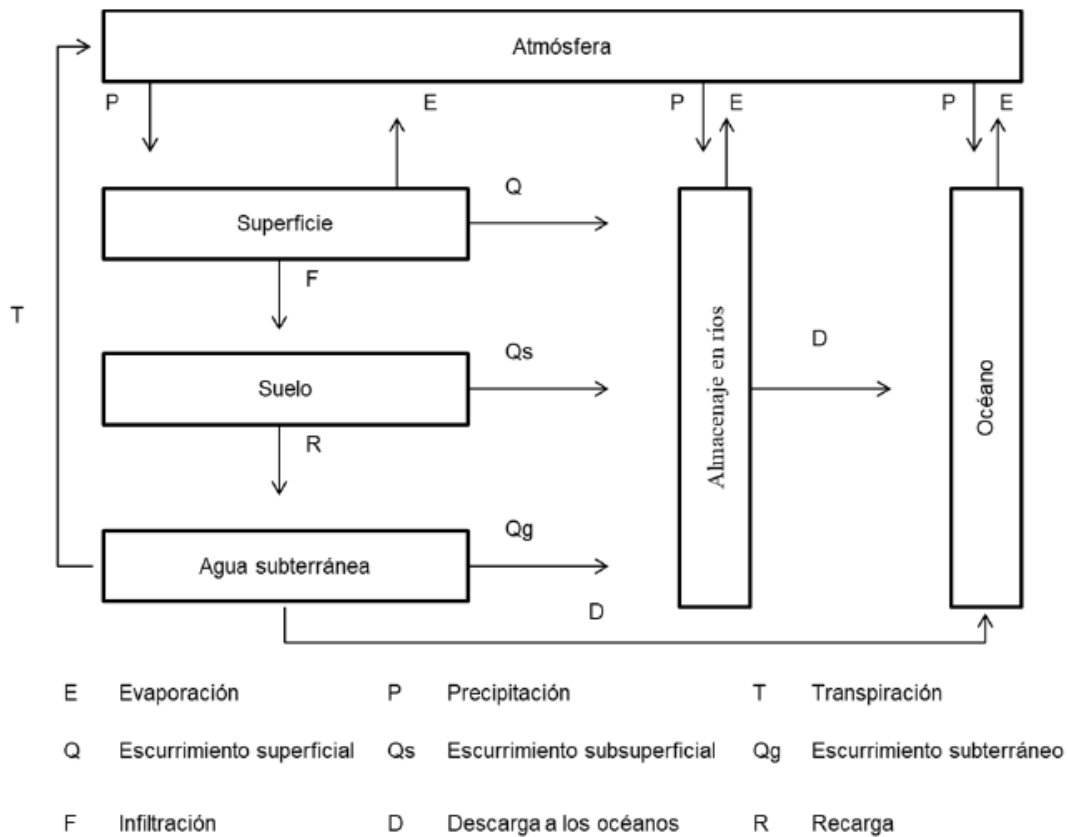 Atmósfera
P E P E P E
Q
Superficie
F
T
Qs
D
Suelo
Almacenaje en ríos
Océano
R
Qg
Agua subterránea
D
E Evaporación P Precipitación T Transpiración
Q Escurrimiento superficial Qs Escurrimiento subsuperficial Qg Escurrimiento subterráneo
F Infiltración D Descarga a los océanos R Recarga